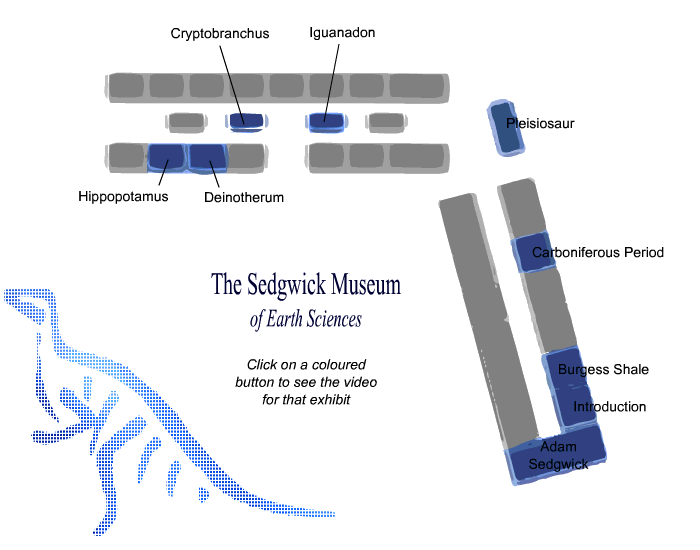 Cryptobranchus
Iguanadon
Pleisiosaur
Hippopotamus
Deinotherum
Carboniferous Period
The Sedgwick Museum
of Earth Sciences
Click on a coloured
button to see the video
for that exhibit
Burgess Shale
Introduction
Adam
Sedgwick